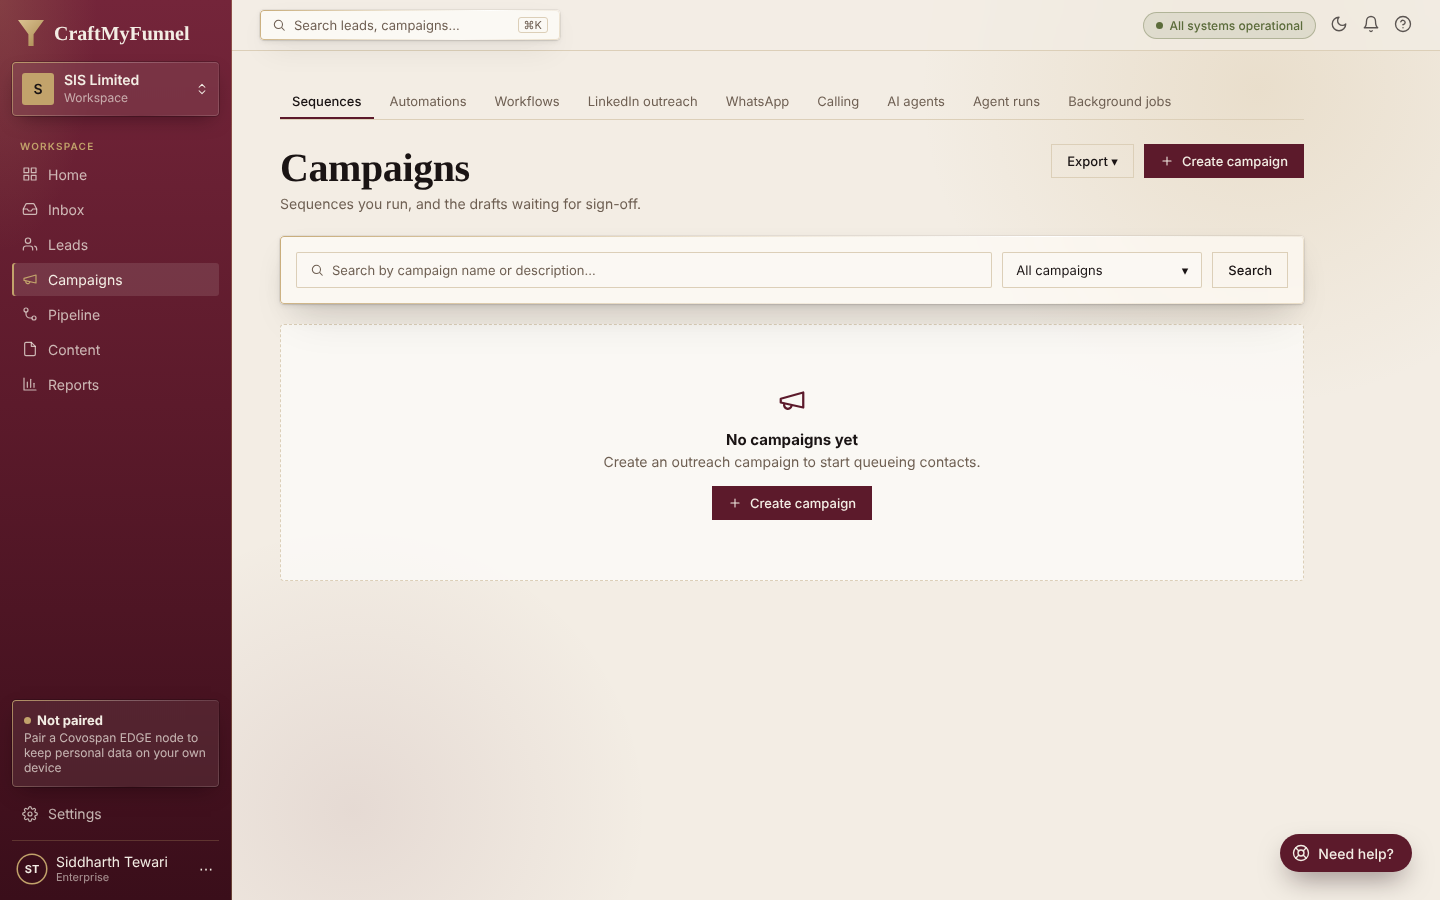 CraftMyFunnel
Search leads, campaigns...
⌘K
All systems operational
S
SIS Limited
Workspace
WORKSPACE
Home
Inbox
Leads
Campaigns
Pipeline
Content
Reports
Sequences
Automations
Workflows
LinkedIn outreach
WhatsApp
Calling
AI agents
Agent runs
Background jobs
Campaigns
Sequences you run, and the drafts waiting for sign-off.
Export ▾
+ Create campaign
Search by campaign name or description...
All campaigns ▾
Search
No campaigns yet
Create an outreach campaign to start queueing contacts.
+ Create campaign
Not paired
Pair a Covospan EDGE node to
keep personal data on your own
device
Settings
ST
Siddharth Tewari
Enterprise
...
Need help?